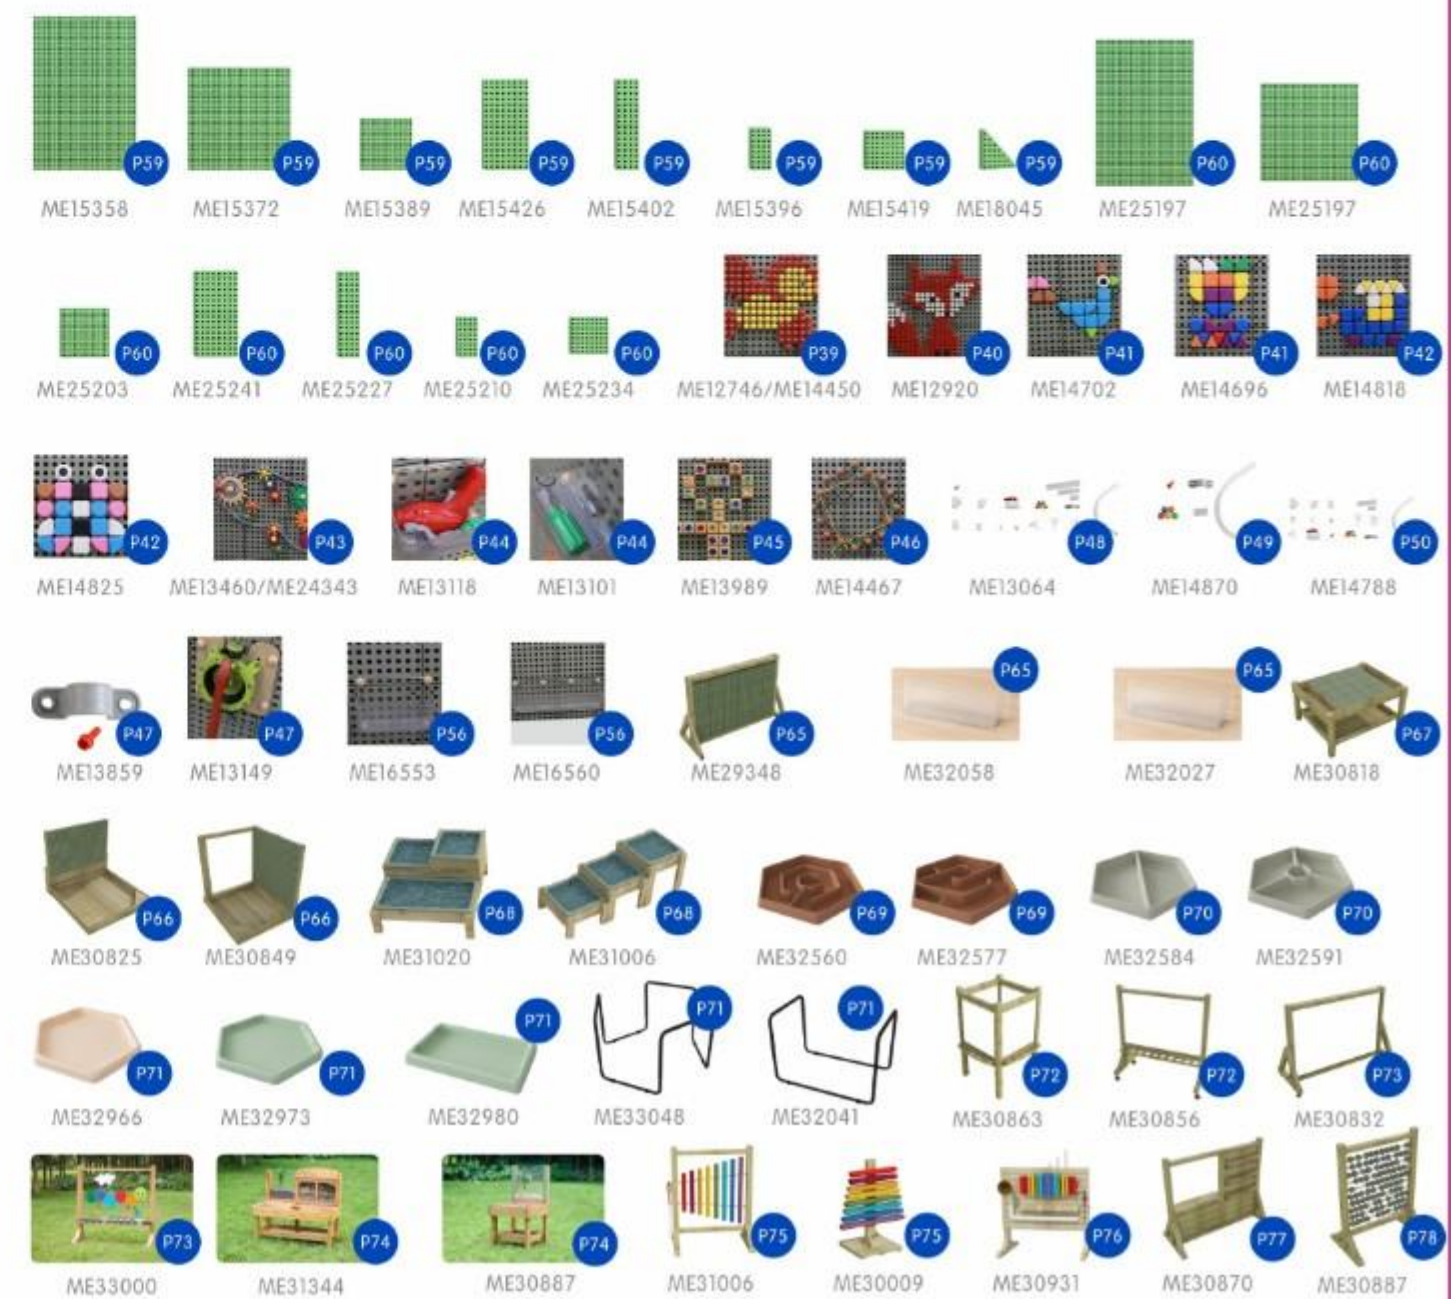 P59 P59 P59 P59 P59 P59 P59 P59 P60 P60
ME15358 ME15372 ME15389 ME15426 ME15402 ME15396 ME15419 ME18045 ME25197 ME25197
P60 P60 P60 P60 P60 P39 P40 P41 P41 P42
ME25203 ME25241 ME25227 ME25210 ME25234 ME12746/ME14450 ME12920 ME14702 ME14696 ME14818
P42 P43 P44 P44 P45 P46 P48 P49 P50
ME14825 ME13460/ME24343 ME13118 ME13101 ME13989 ME14467 ME13064 ME14870 ME14788
P47 P47 P56 P56 P65 P65 P65 P67
ME13859 ME13149 ME16553 ME16560 ME29348 ME32058 ME32027 ME30818
P66 P66 P68 P68 P69 P69 P70 P70
ME30825 ME30849 ME31020 ME31006 ME32560 ME32577 ME32584 ME32591
P71 P71 P71 P71 P71 P72 P72 P73
ME32966 ME32973 ME32980 ME33048 ME32041 ME30863 ME30856 ME30832
P73 P74 P74 P75 P75 P76 P77 P78
ME33000 ME31344 ME30887 ME31006 ME30009 ME30931 ME30870 ME30887